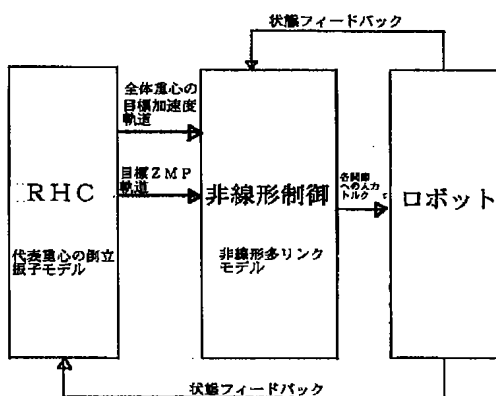 状態フィードバック
全体重心の
目標加速度
軌道
目標ZMP
軌道
RHC
代表重心の倒立
振子モデル
非線形制御
非線形多リンク
モデル
各関節
への入力
トルク τ
ロボット
状態フィードバック